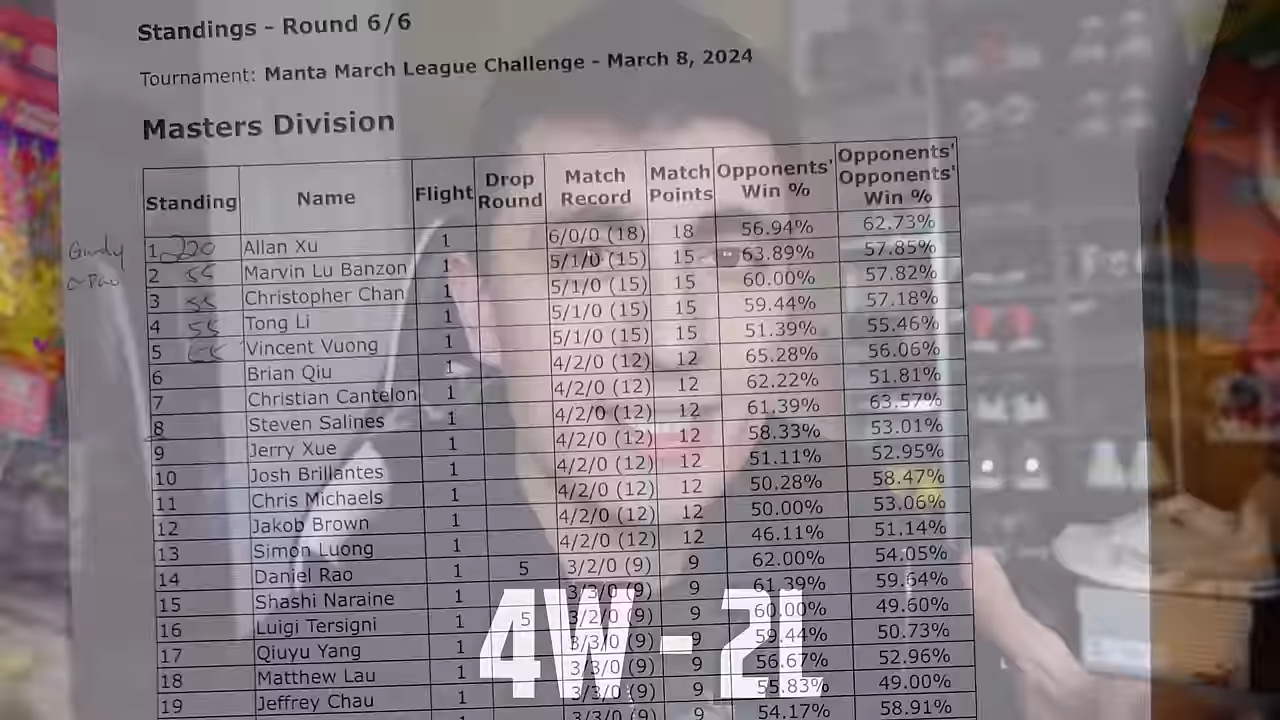 Standings - Round 6/6
Tournament: Manta March League Challenge - March 8, 2024
Masters Division
Standing Name Flight Drop Round Match Record Match Points Opponents' Win % Opponents' Opponents' Win %
1 220 Allan Xu 1 6/0/0 (18) 18 56.94% 62.73%
2 55 Marvin Lu Banzon 1 5/1/0 (15) 15 63.89% 57.85%
3 55 Christopher Chan 1 5/1/0 (15) 15 60.00% 57.82%
4 55 Tong Li 1 5/1/0 (15) 15 59.44% 57.18%
5 Vincent Vuong 1 5/1/0 (15) 15 51.39% 55.46%
6 Brian Qiu 1 4/2/0 (12) 12 65.28% 56.06%
7 Christian Cantelon 1 4/2/0 (12) 12 62.22% 51.81%
8 Steven Salines 1 4/2/0 (12) 12 61.39% 63.57%
9 Jerry Xue 1 4/2/0 (12) 12 58.33% 53.01%
10 Josh Brillantes 1 4/2/0 (12) 12 51.11% 52.95%
11 Chris Michaels 1 4/2/0 (12) 12 50.28% 58.47%
12 Jakob Brown 1 4/2/0 (12) 12 50.00% 53.06%
13 Simon Luong 1 4/2/0 (12) 12 46.11% 51.14%
14 Daniel Rao 1 5 3/2/0 (9) 9 62.00% 54.05%
15 Shashi Naraine 1 3/3/0 (9) 9 61.39% 59.64%
16 Luigi Tersigni 1 5 3/2/0 (9) 9 60.00% 49.60%
17 Qiuyu Yang 1 3/3/0 (9) 9 59.44% 50.73%
18 Matthew Lau 1 3/3/0 (9) 9 56.67% 52.96%
19 Jeffrey Chau 1 3/3/0 (9) 9 55.83% 49.00%
3/3/0 (9) 9 54.17% 58.91%
4W - 2L